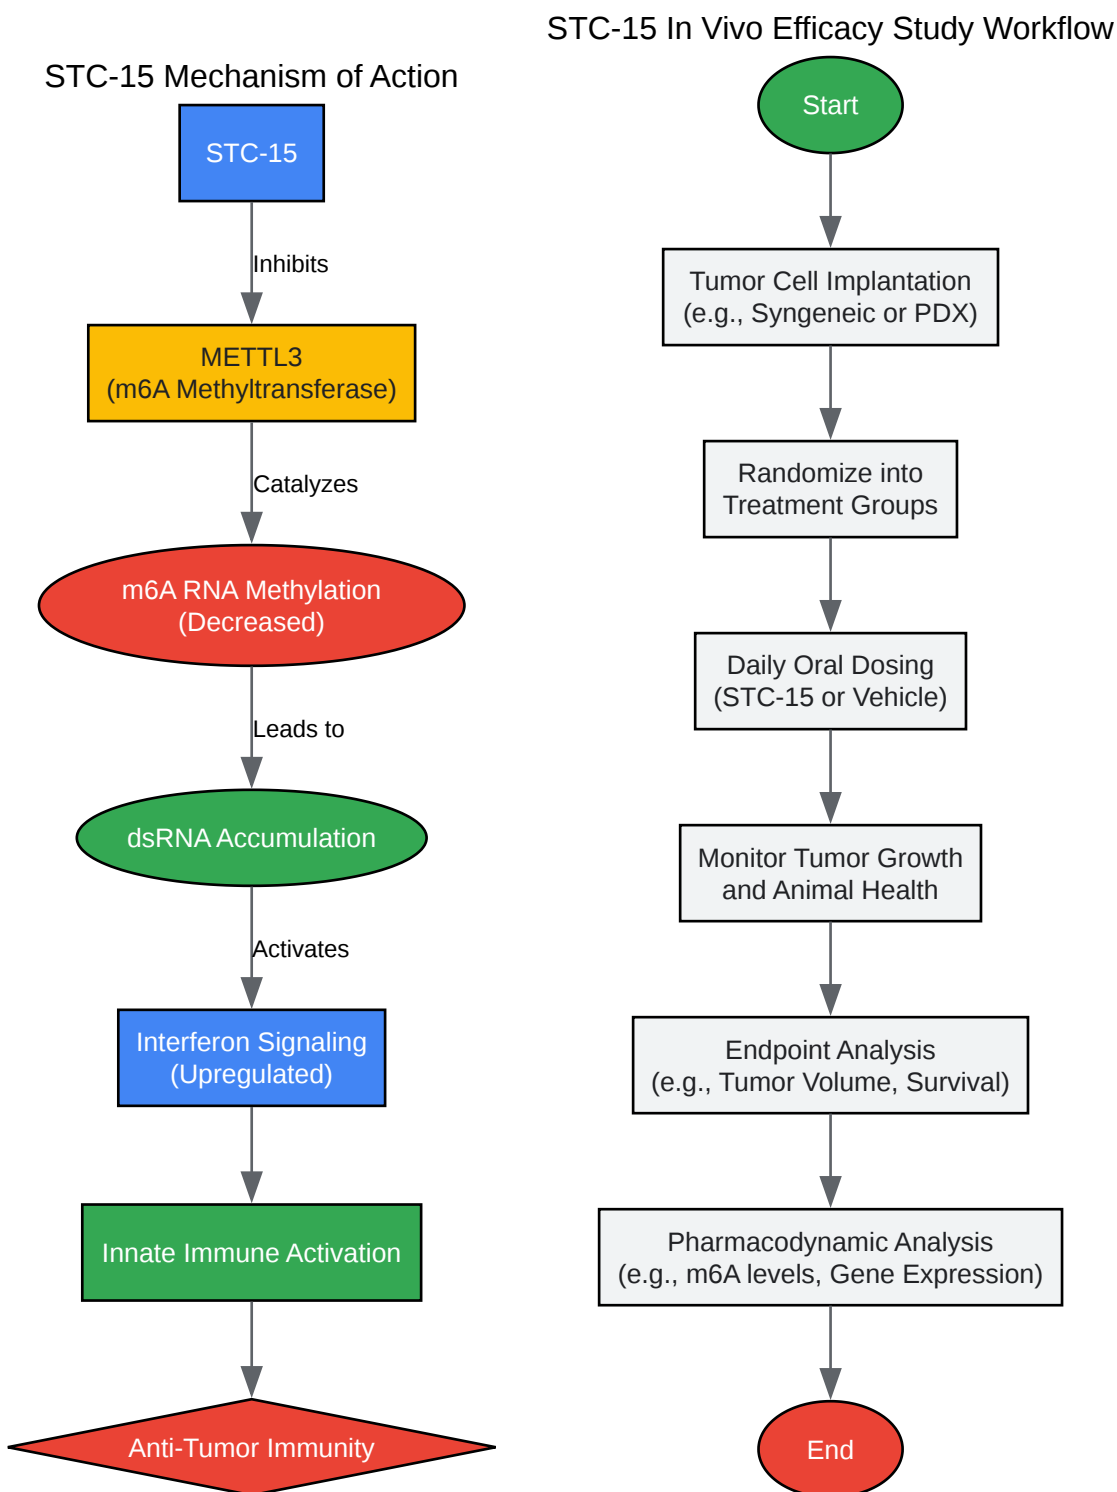 STC-15 Mechanism of Action
STC-15
Inhibits
METTL3
(m6A Methyltransferase)
Catalyzes
m6A RNA Methylation
(Decreased)
Leads to
dsRNA Accumulation
Activates
Interferon Signaling
(Upregulated)
Innate Immune Activation
Anti-Tumor Immunity
STC-15 In Vivo Efficacy Study Workflow
Start
Tumor Cell Implantation
(e.g., Syngeneic or PDX)
Randomize into
Treatment Groups
Daily Oral Dosing
(STC-15 or Vehicle)
Monitor Tumor Growth
and Animal Health
Endpoint Analysis
(e.g., Tumor Volume, Survival)
Pharmacodynamic Analysis
(e.g., m6A levels, Gene Expression)
End